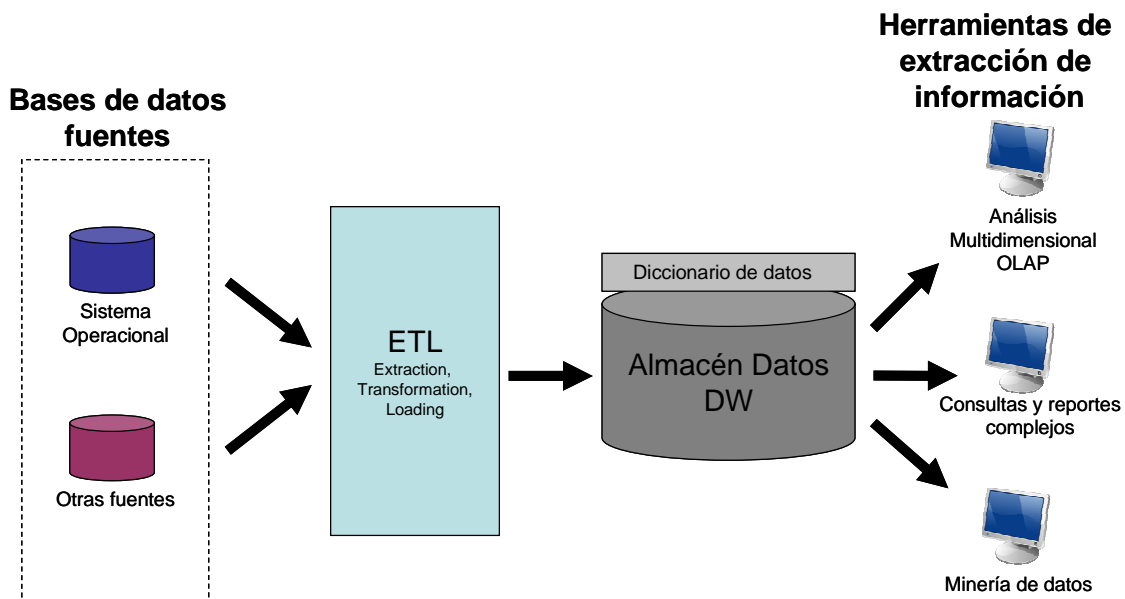 Bases de datos
fuentes
Sistema
Operacional
Otras fuentes
ETL
Extraction,
Transformation,
Loading
Diccionario de datos
Almacén Datos
DW
Herramientas de
extracción de
información
Análisis
Multidimensional
OLAP
Consultas y reportes
complejos
Minería de datos